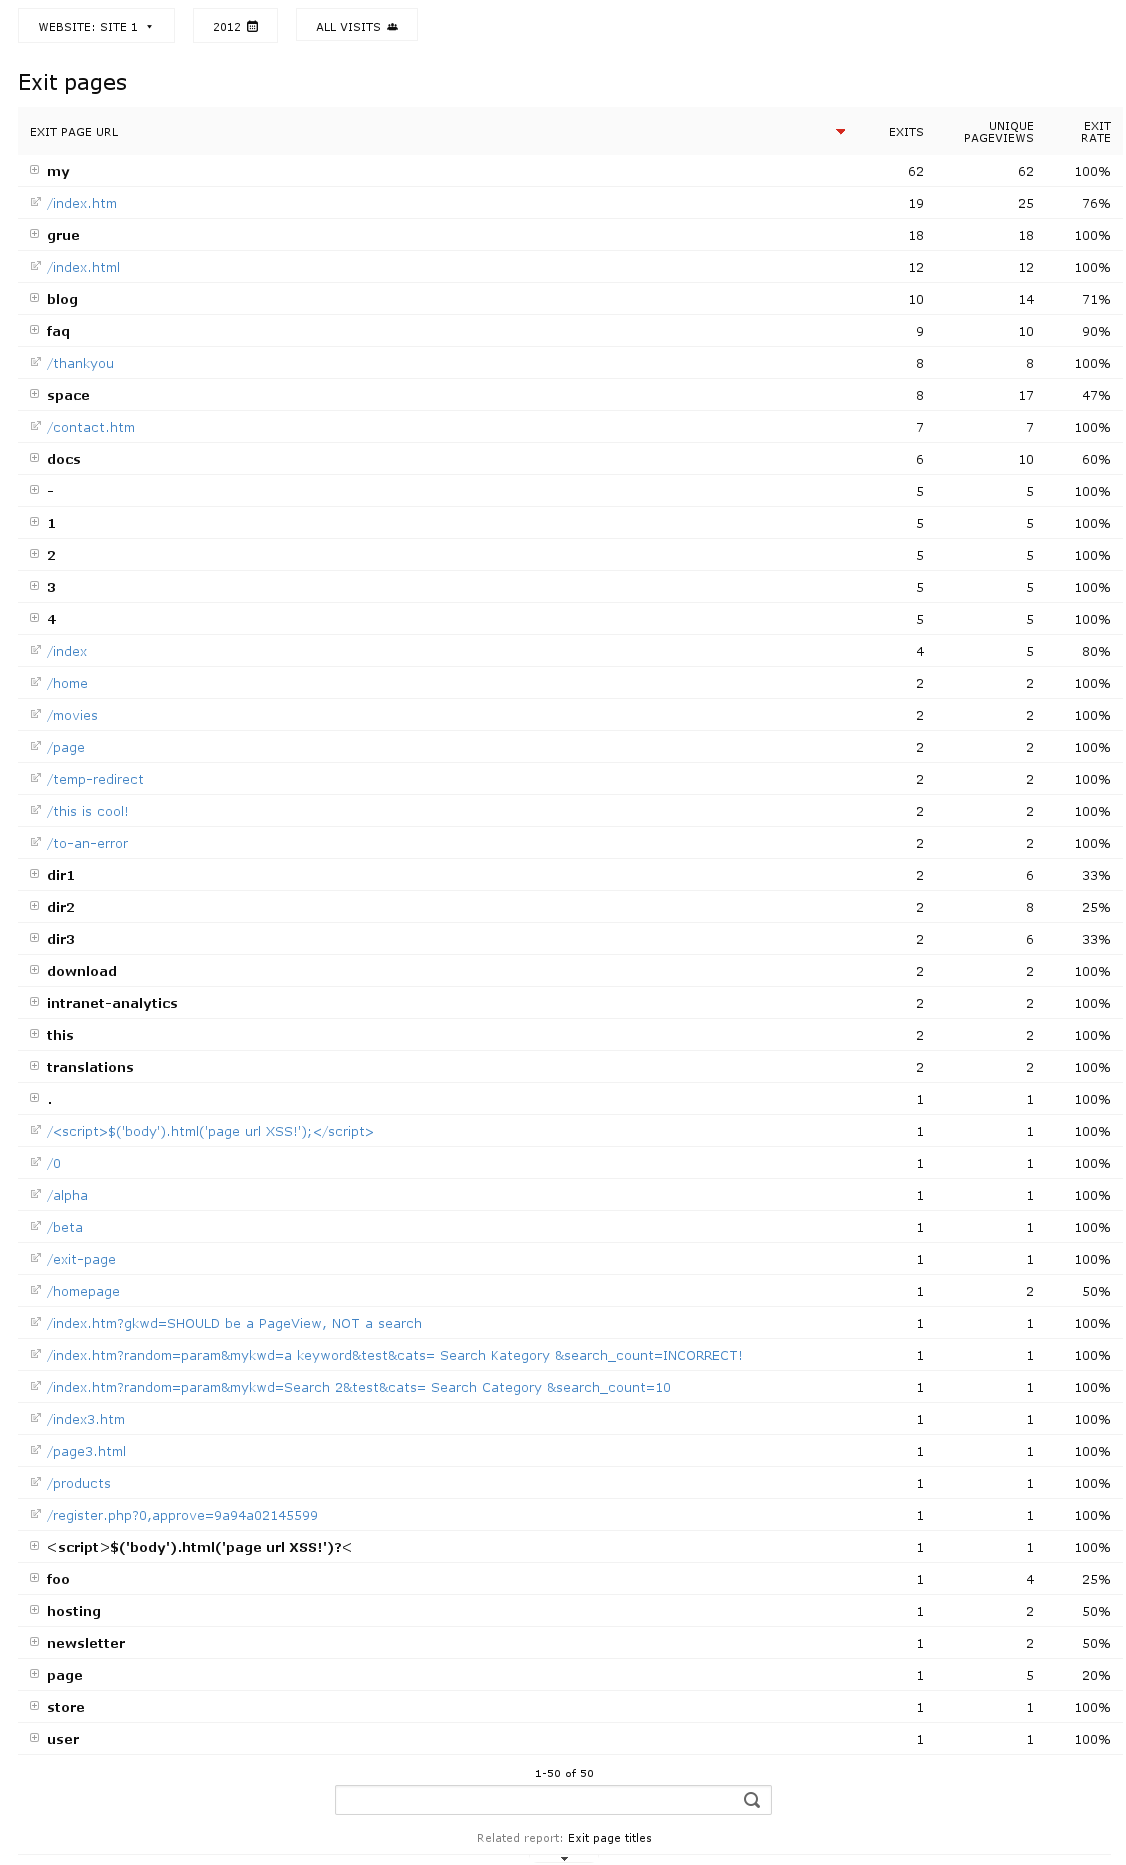 WEBSITE: SITE 1 2012 ALL VISITS
Exit pages
EXIT PAGE URL EXITS UNIQUE PAGEVIEWS EXIT RATE
my 62 62 100%
/index.htm 19 25 76%
grue 18 18 100%
/index.html 12 12 100%
blog 10 14 71%
faq 9 10 90%
/thankyou 8 8 100%
space 8 17 47%
/contact.htm 7 7 100%
docs 6 10 60%
- 5 5 100%
1 5 5 100%
2 5 5 100%
3 5 5 100%
4 5 5 100%
/index 4 5 80%
/home 2 2 100%
/movies 2 2 100%
/page 2 2 100%
/temp-redirect 2 2 100%
/this is cool! 2 2 100%
/to-an-error 2 2 100%
dir1 2 6 33%
dir2 2 8 25%
dir3 2 6 33%
download 2 2 100%
intranet-analytics 2 2 100%
this 2 2 100%
translations 2 2 100%
. 1 1 100%
/<script>$('body').html('page url XSS!');</script> 1 1 100%
/0 1 1 100%
/alpha 1 1 100%
/beta 1 1 100%
/exit-page 1 1 100%
/homepage 1 2 50%
/index.htm?gkwd=SHOULD be a PageView, NOT a search 1 1 100%
/index.htm?random=param&mykwd=a keyword&test&cats= Search Kategory &search_count=INCORRECT! 1 1 100%
/index.htm?random=param&mykwd=Search 2&test&cats= Search Category &search_count=10 1 1 100%
/index3.htm 1 1 100%
/page3.html 1 1 100%
/products 1 1 100%
/register.php?0,approve=9a94a02145599 1 1 100%
<script>$('body').html('page url XSS!')?< 1 1 100%
foo 1 4 25%
hosting 1 2 50%
newsletter 1 2 50%
page 1 5 20%
store 1 1 100%
user 1 1 100%
1-50 of 50
Related report: Exit page titles